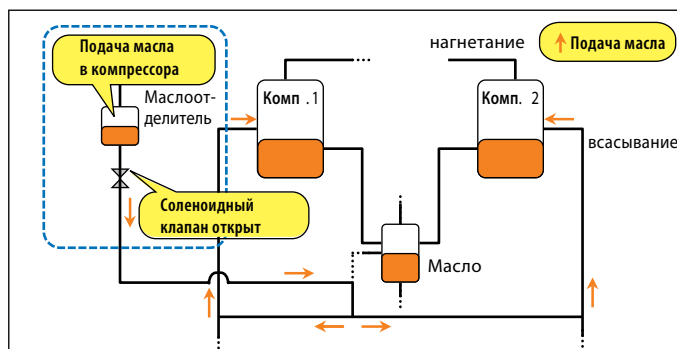 Подача масла
в компрессора
Маслоот-
делитель
Соленоидный
клапан открыт
нагнетание
Подача масла
Комп .1
Комп. 2
всасывание
Масло